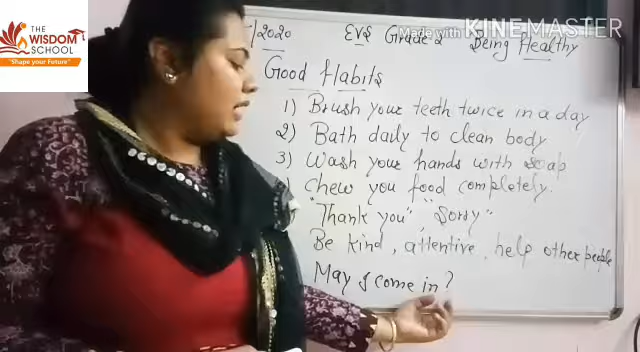 THE
WISDOM
SCHOOL
"Shape your Future"
/2020 EVS Grade-2 Being Healthy
Made with KINEMASTER
Good Habits
1) Brush your teeth twice in a day
2) Bath daily to clean body
3) Wash your hands with soap
) Chew you food completely.
"Thank you" "Sorry"
Be kind, attentive, help other people
May I come in?